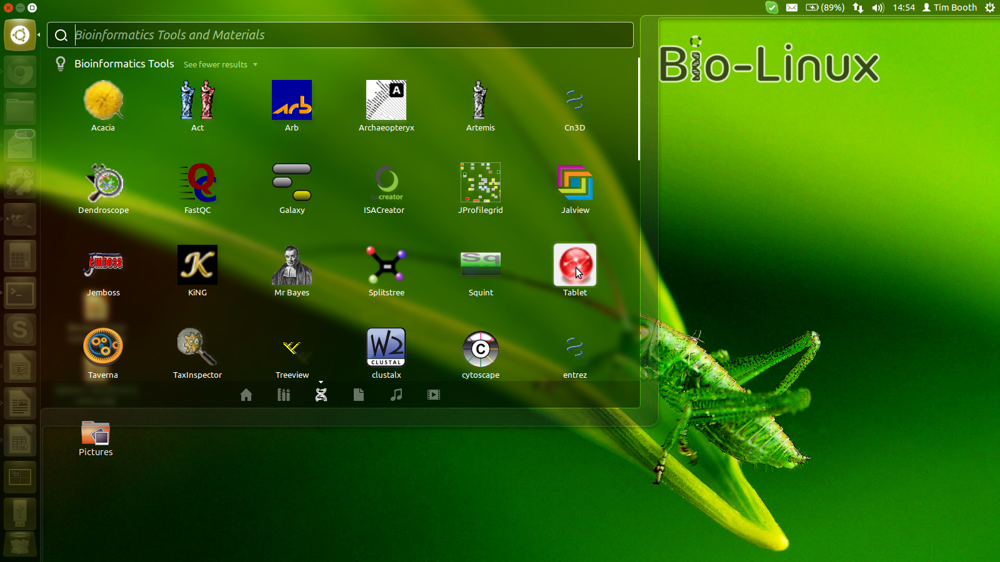 (89%) 14:54 Tim Booth
Bioinformatics Tools and Materials
Bio-Linux
Bioinformatics Tools See fewer results
A
arb
Acacia Act Arb Archaeopteryx Artemis Cn3D
Q
C
isacreator
Dendroscope FastQC Galaxy ISACreator JProfilegrid Jalview
Jemboss
K
Sq
Jemboss KiNG Mr Bayes Splitstree Squint Tablet
W2
CLUSTAL
C
Taverna TaxInspector Treeview clustalx cytoscape entrez
Pictures